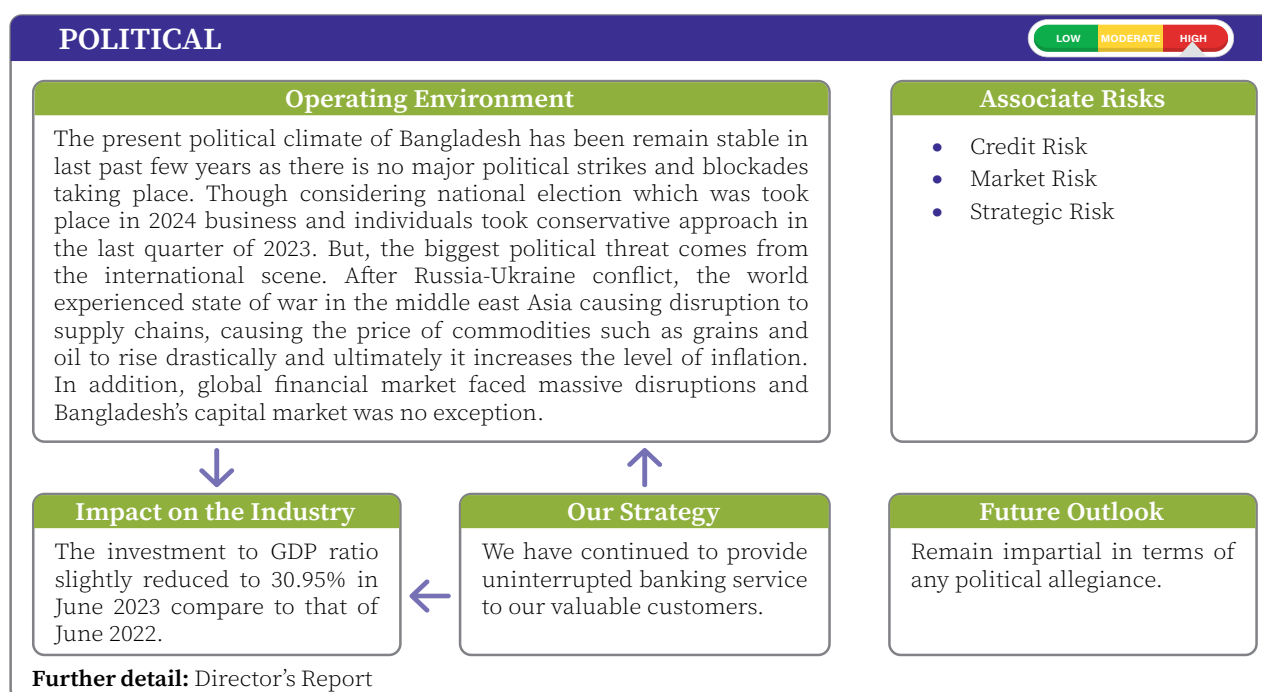 POLITICAL
LOW MODERATE HIGH
Operating Environment
The present political climate of Bangladesh has been remain stable in
last past few years as there is no major political strikes and blockades
taking place. Though considering national election which was took
place in 2024 business and individuals took conservative approach in
the last quarter of 2023. But, the biggest political threat comes from
the international scene. After Russia-Ukraine conflict, the world
experienced state of war in the middle east Asia causing disruption to
supply chains, causing the price of commodities such as grains and
oil to rise drastically and ultimately it increases the level of inflation.
In addition, global financial market faced massive disruptions and
Bangladesh’s capital market was no exception.
Associate Risks
• Credit Risk
• Market Risk
• Strategic Risk
Impact on the Industry
The investment to GDP ratio
slightly reduced to 30.95% in
June 2023 compare to that of
June 2022.
Our Strategy
We have continued to provide
uninterrupted banking service
to our valuable customers.
Future Outlook
Remain impartial in terms of
any political allegiance.
Further detail: Director’s Report